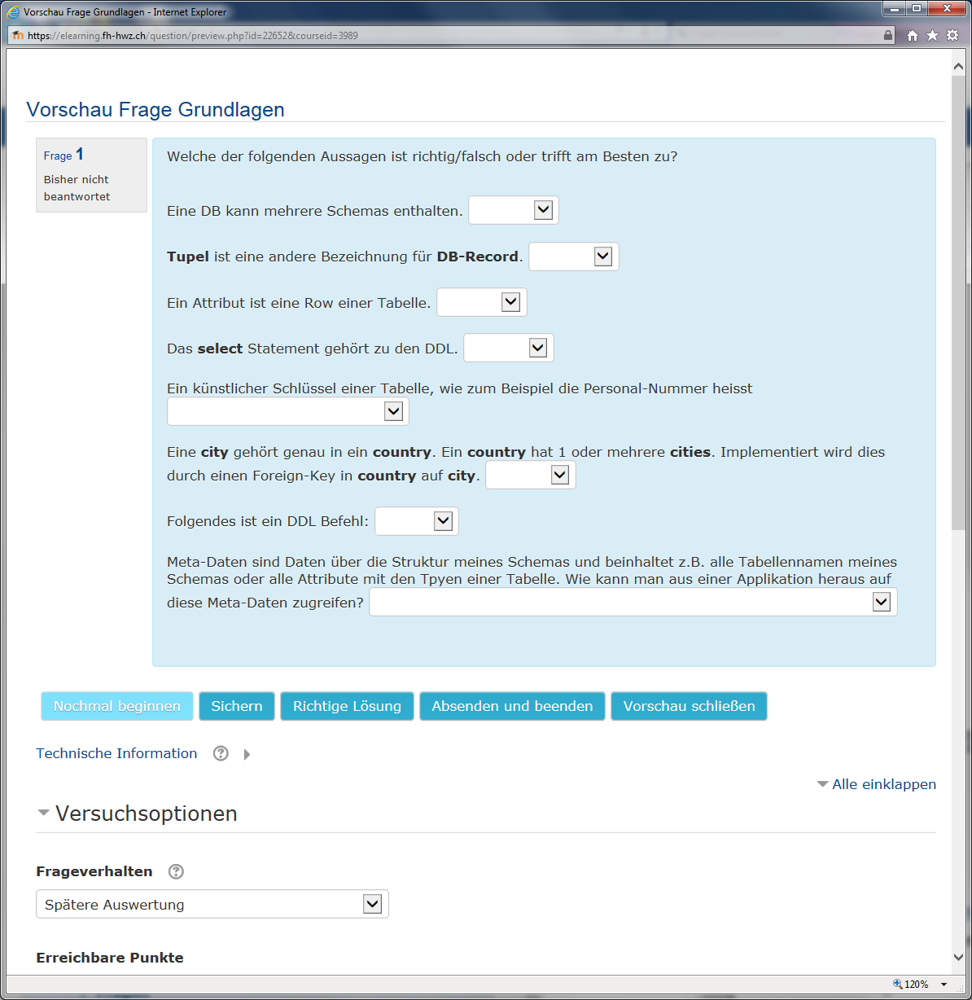 Vorschau Frage Grundlagen - Internet Explorer
https://elearning.fh-hwz.ch/question/preview.php?id=22652&courseid=3989
Vorschau Frage Grundlagen
Frage 1
Bisher nicht
beantwortet
Welche der folgenden Aussagen ist richtig/falsch oder trifft am Besten zu?
Eine DB kann mehrere Schemas enthalten.
Tupel ist eine andere Bezeichnung für DB-Record.
Ein Attribut ist eine Row einer Tabelle.
Das select Statement gehört zu den DDL.
Ein künstlicher Schlüssel einer Tabelle, wie zum Beispiel die Personal-Nummer heisst
Eine city gehört genau in ein country. Ein country hat 1 oder mehrere cities. Implementiert wird dies
durch einen Foreign-Key in country auf city.
Folgendes ist ein DDL Befehl:
Meta-Daten sind Daten über die Struktur meines Schemas und beinhaltet z.B. alle Tabellennamen meines
Schemas oder alle Attribute mit den Tpyen einer Tabelle. Wie kann man aus einer Applikation heraus auf
diese Meta-Daten zugreifen?
Nochmal beginnen
Sichern
Richtige Lösung
Absenden und beenden
Vorschau schließen
Technische Information
Alle einklappen
Versuchsoptionen
Frageverhalten
Spätere Auswertung
Erreichbare Punkte
120%